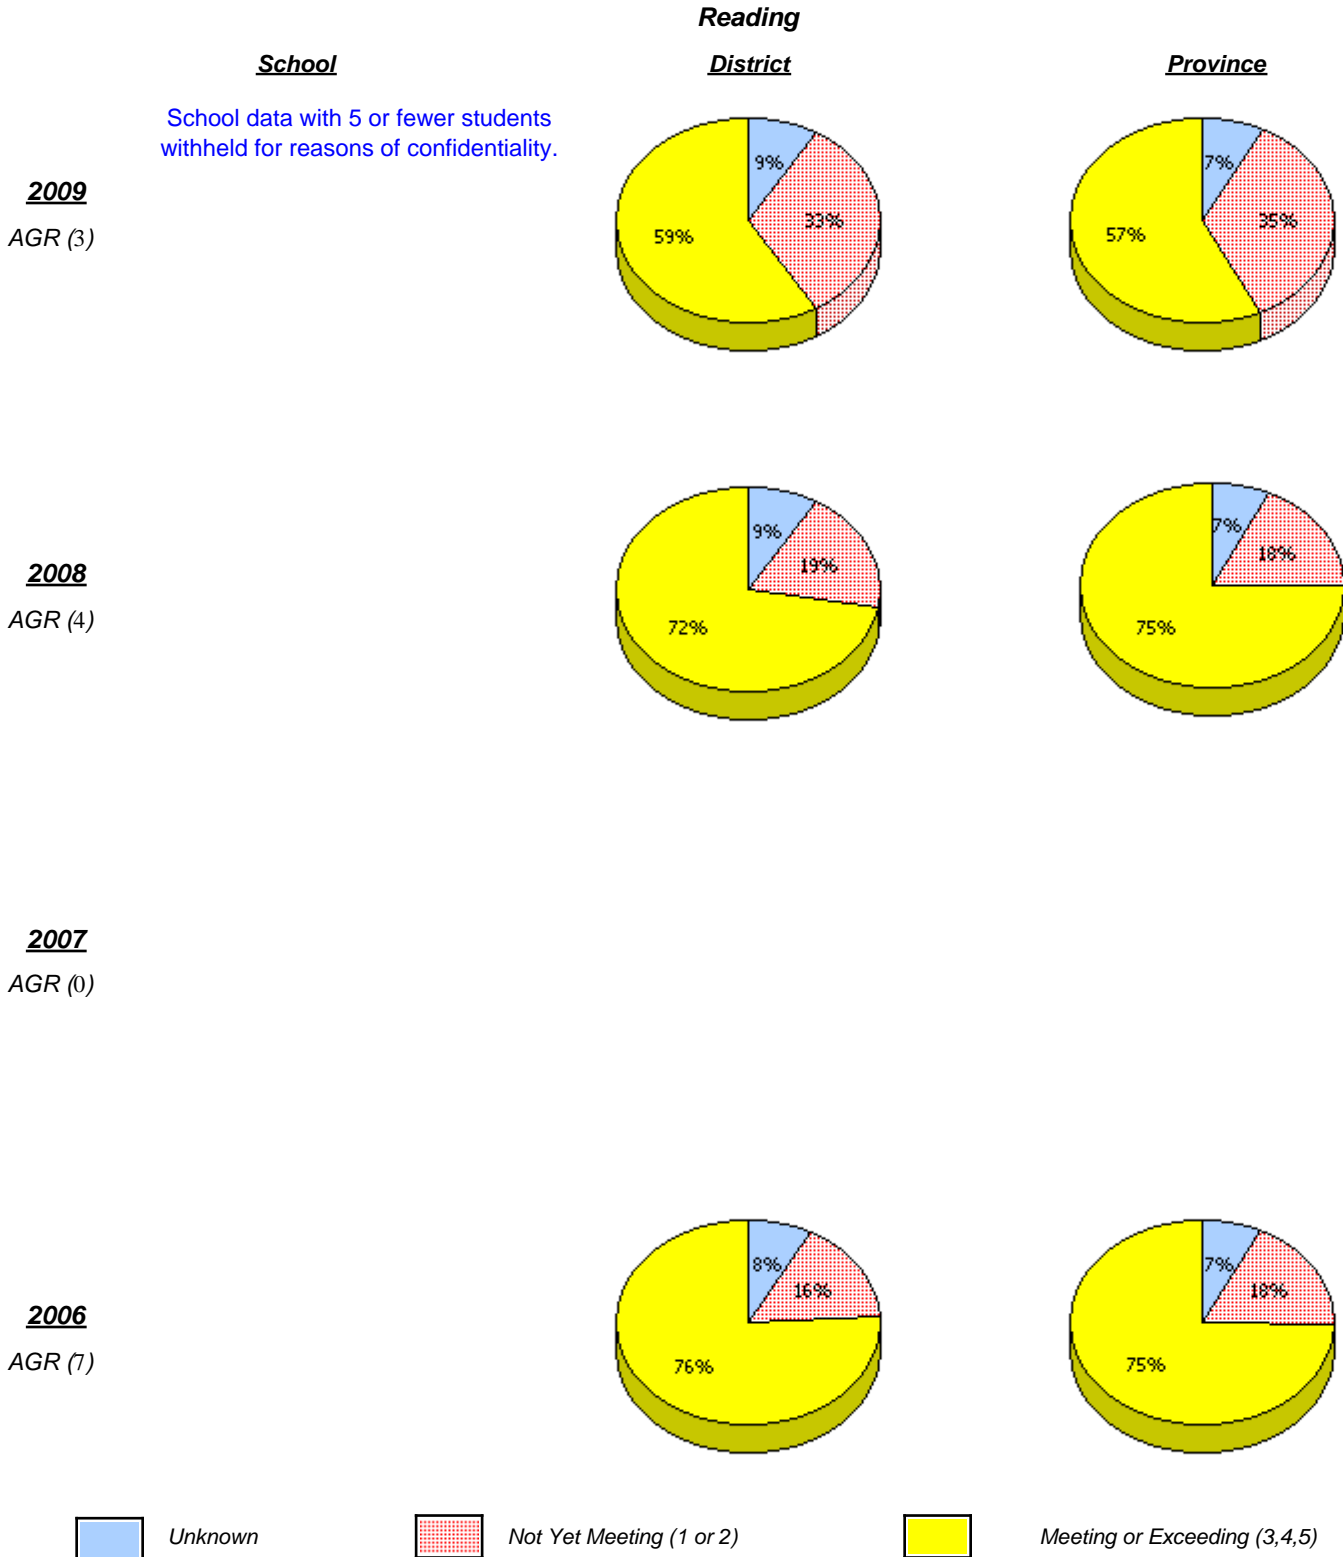 Reading
School District Province
School data with 5 or fewer students
withheld for reasons of confidentiality.
2009
AGR (3)
9% 33% 59%
7% 35% 57%
2008
AGR (4)
9% 19% 72%
7% 18% 75%
2007
AGR (0)
2006
AGR (7)
8% 16% 76%
7% 18% 75%
Unknown Not Yet Meeting (1 or 2) Meeting or Exceeding (3,4,5)